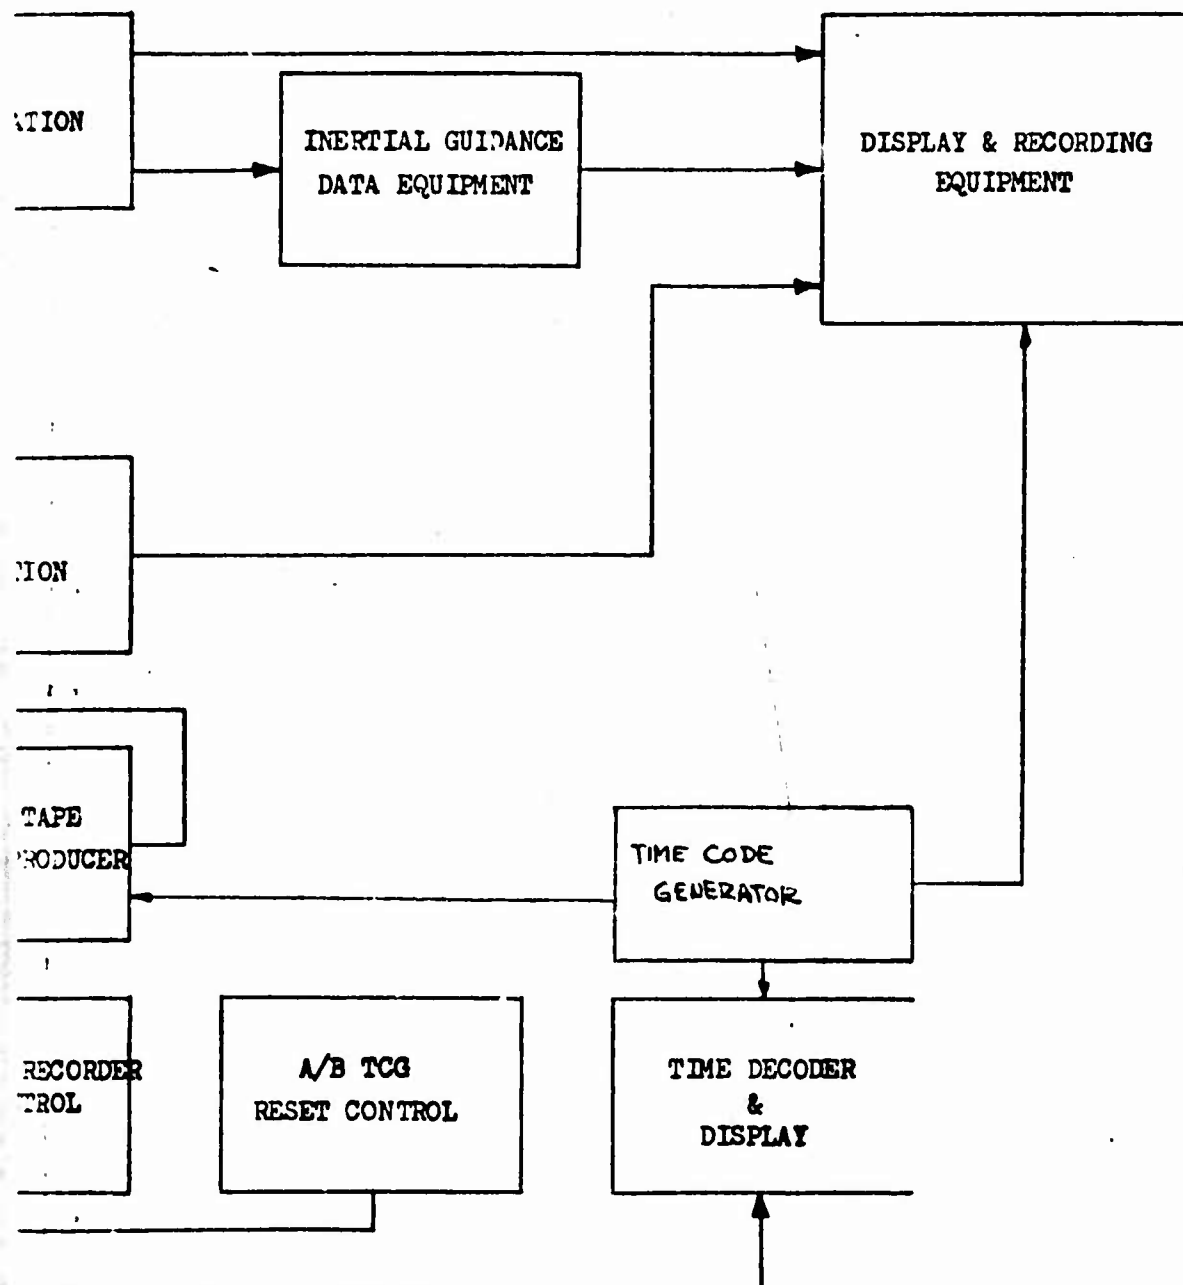 ATION
INERTIAL GUIDANCE
DATA EQUIPMENT
DISPLAY & RECORDING
EQUIPMENT
TION
TAPE
PRODUCER
TIME CODE
GENERATOR
RECORDER
TROL
A/B TCG
RESET CONTROL
TIME DECODER
&
DISPLAY